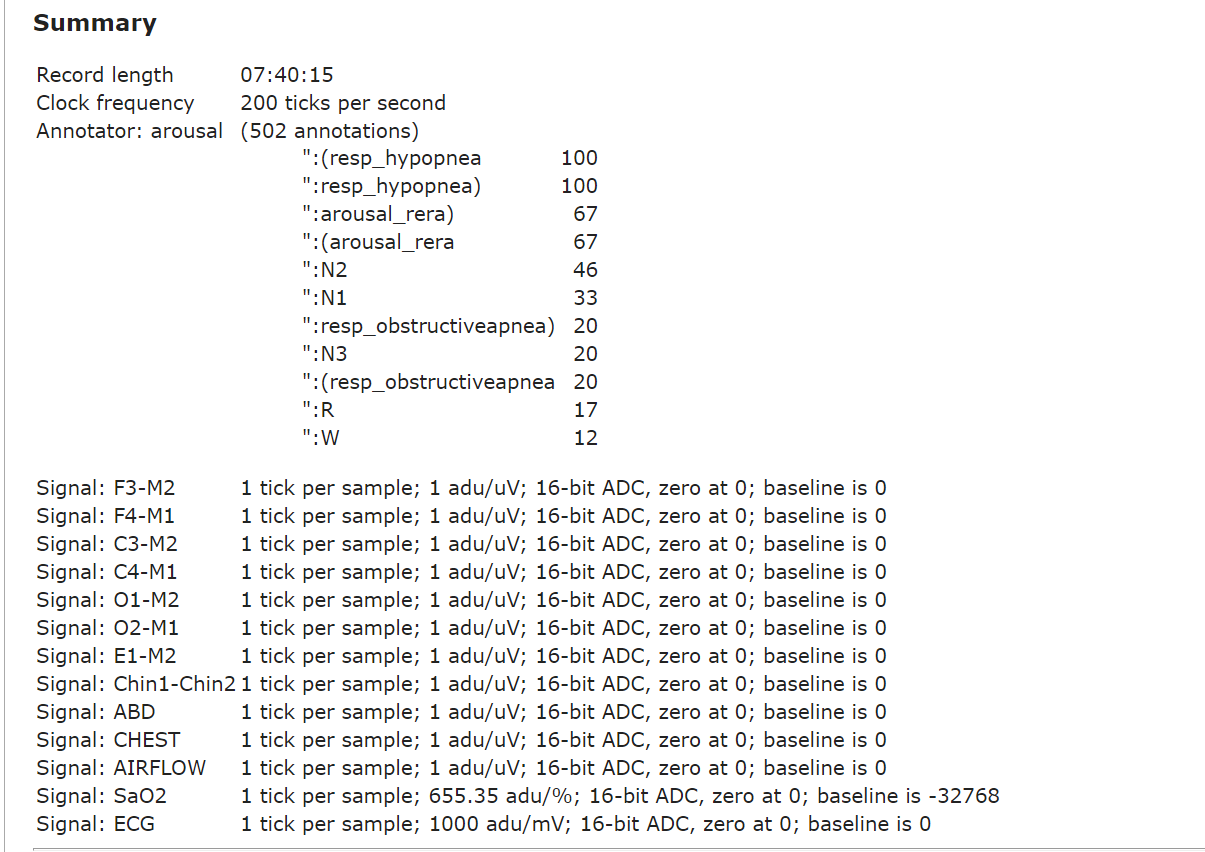 Summary
Record length 07:40:15
Clock frequency 200 ticks per second
Annotator: arousal (502 annotations)
":(resp_hypopnea 100
":resp_hypopnea) 100
":arousal_rera) 67
":(arousal_rera 67
":N2 46
":N1 33
":resp_obstructiveapnea) 20
":N3 20
":(resp_obstructiveapnea 20
":R 17
":W 12
Signal: F3-M2 1 tick per sample; 1 adu/uV; 16-bit ADC, zero at 0; baseline is 0
Signal: F4-M1 1 tick per sample; 1 adu/uV; 16-bit ADC, zero at 0; baseline is 0
Signal: C3-M2 1 tick per sample; 1 adu/uV; 16-bit ADC, zero at 0; baseline is 0
Signal: C4-M1 1 tick per sample; 1 adu/uV; 16-bit ADC, zero at 0; baseline is 0
Signal: O1-M2 1 tick per sample; 1 adu/uV; 16-bit ADC, zero at 0; baseline is 0
Signal: O2-M1 1 tick per sample; 1 adu/uV; 16-bit ADC, zero at 0; baseline is 0
Signal: E1-M2 1 tick per sample; 1 adu/uV; 16-bit ADC, zero at 0; baseline is 0
Signal: Chin1-Chin2 1 tick per sample; 1 adu/uV; 16-bit ADC, zero at 0; baseline is 0
Signal: ABD 1 tick per sample; 1 adu/uV; 16-bit ADC, zero at 0; baseline is 0
Signal: CHEST 1 tick per sample; 1 adu/uV; 16-bit ADC, zero at 0; baseline is 0
Signal: AIRFLOW 1 tick per sample; 1 adu/uV; 16-bit ADC, zero at 0; baseline is 0
Signal: SaO2 1 tick per sample; 655.35 adu/%; 16-bit ADC, zero at 0; baseline is -32768
Signal: ECG 1 tick per sample; 1000 adu/mV; 16-bit ADC, zero at 0; baseline is 0